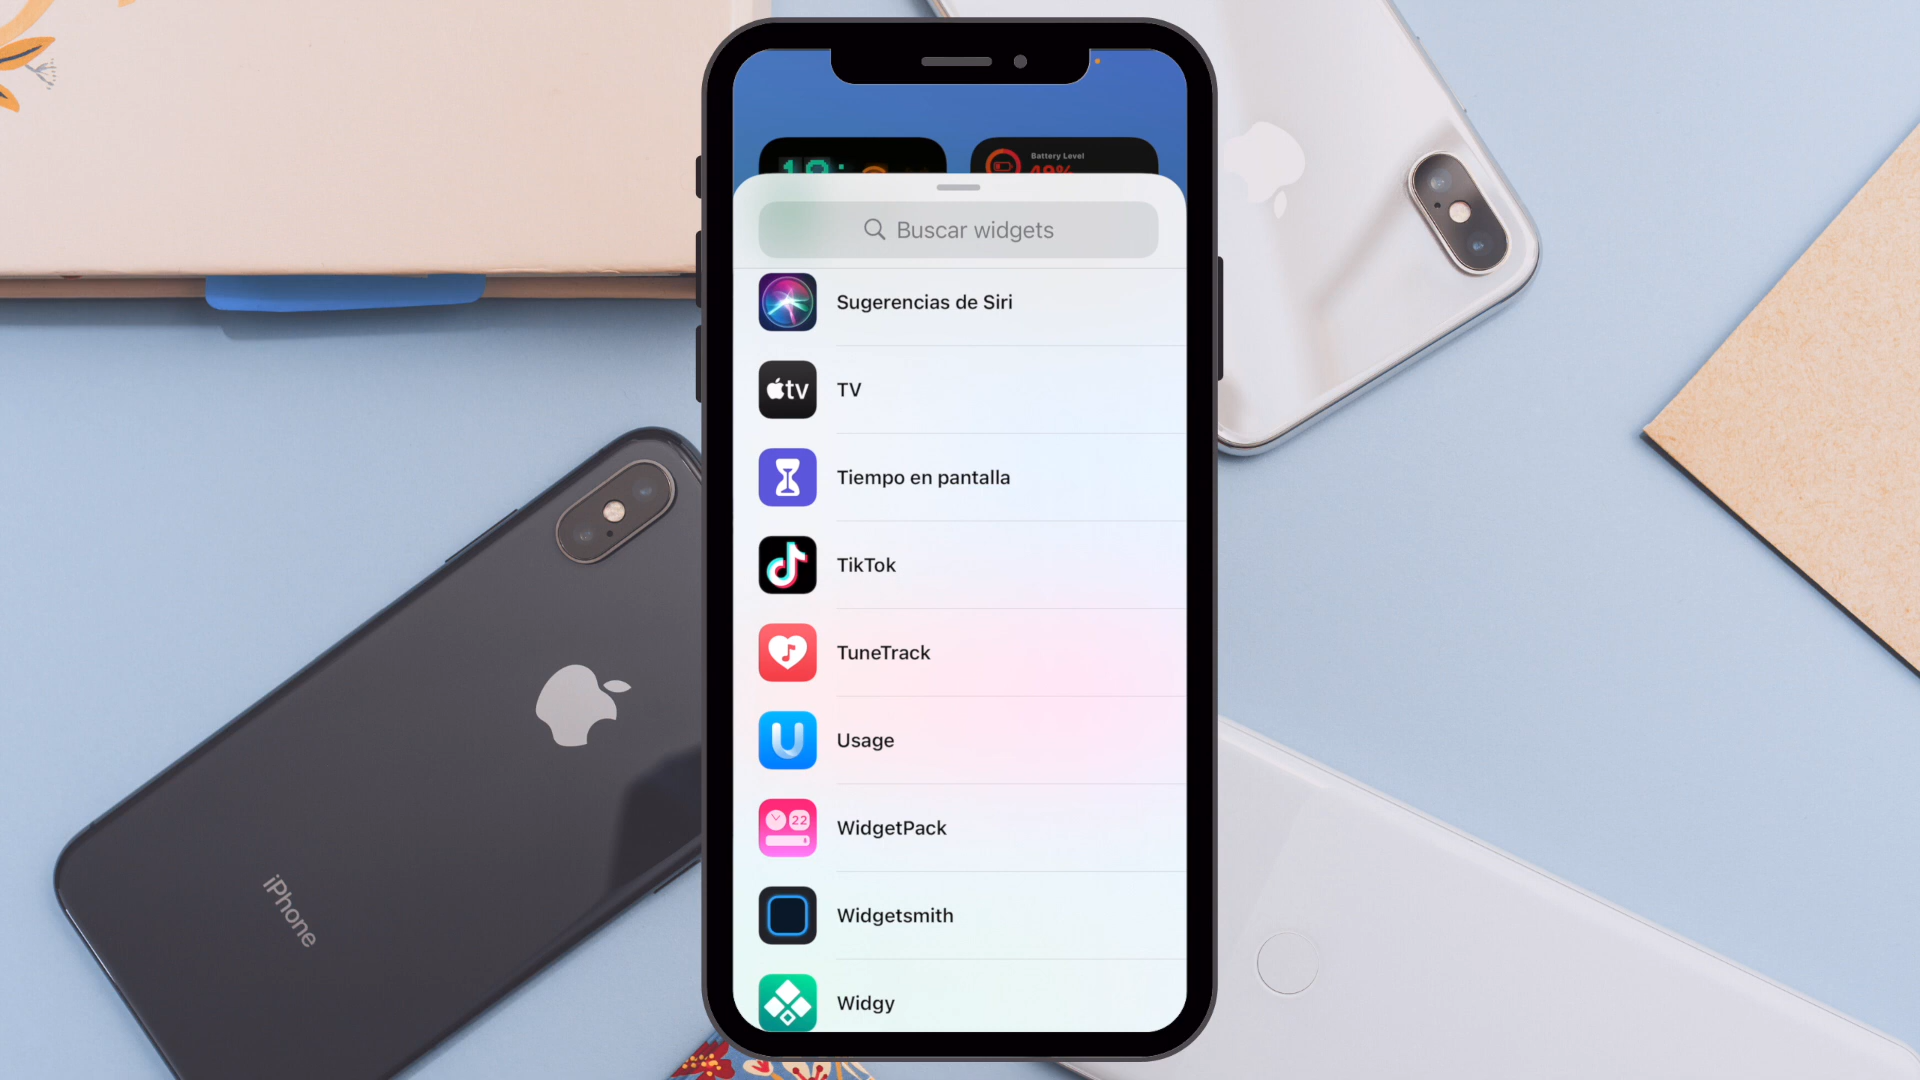 Battery Level
49%
Buscar widgets
Sugerencias de Siri
tv
TV
Tiempo en pantalla
TikTok
TuneTrack
U
Usage
22
WidgetPack
Widgetsmith
Widgy
iPhone